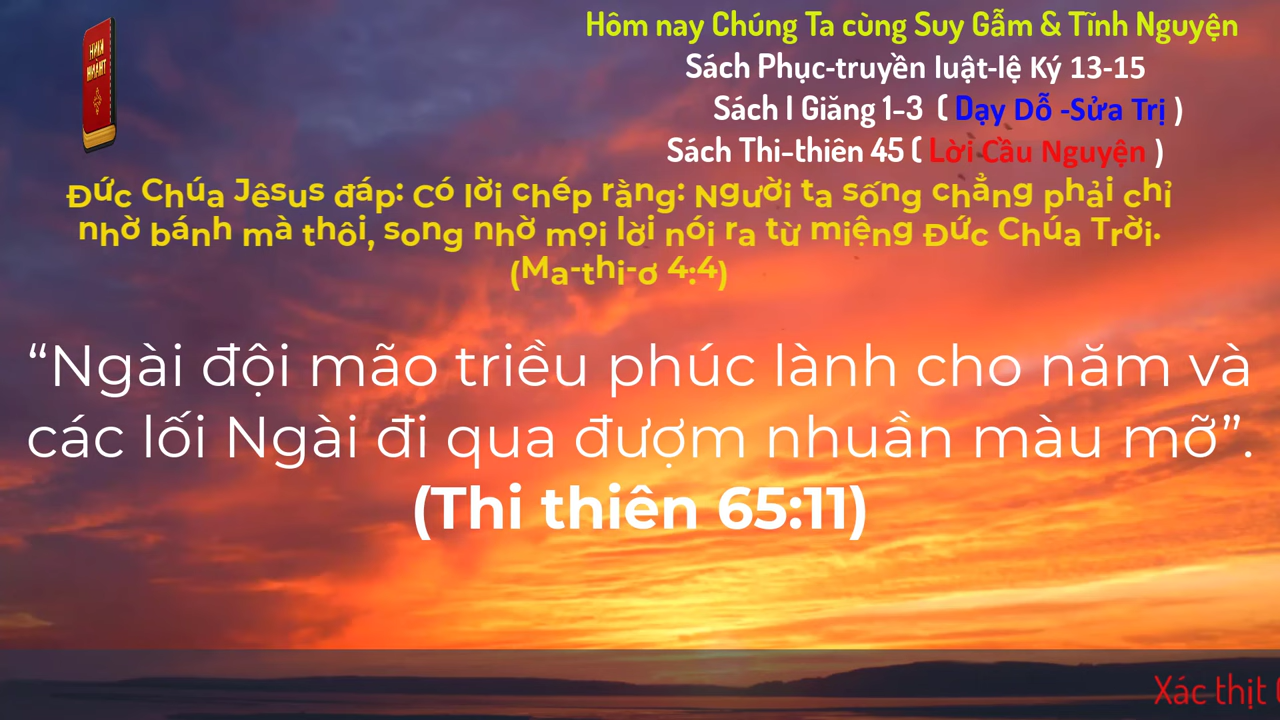 Hôm nay Chúng Ta cùng Suy Gẫm & Tĩnh Nguyện
Sách Phục-truyền luật-lệ Ký 13-15
Sách I Giăng 1-3 ( Dạy Dỗ -Sửa Trị )
Sách Thi-thiên 45 ( Lời Cầu Nguyện )
Đức Chúa Jêsus đáp: Có lời chép rằng: Người ta sống chẳng phải chỉ
nhờ bánh mà thôi, song nhờ mọi lời nói ra từ miệng Đức Chúa Trời.
(Ma-thi-ơ 4:4)
“Ngài đội mão triều phúc lành cho năm và
các lối Ngài đi qua đượm nhuần màu mỡ”.
(Thi thiên 65:11)
Xác thịt